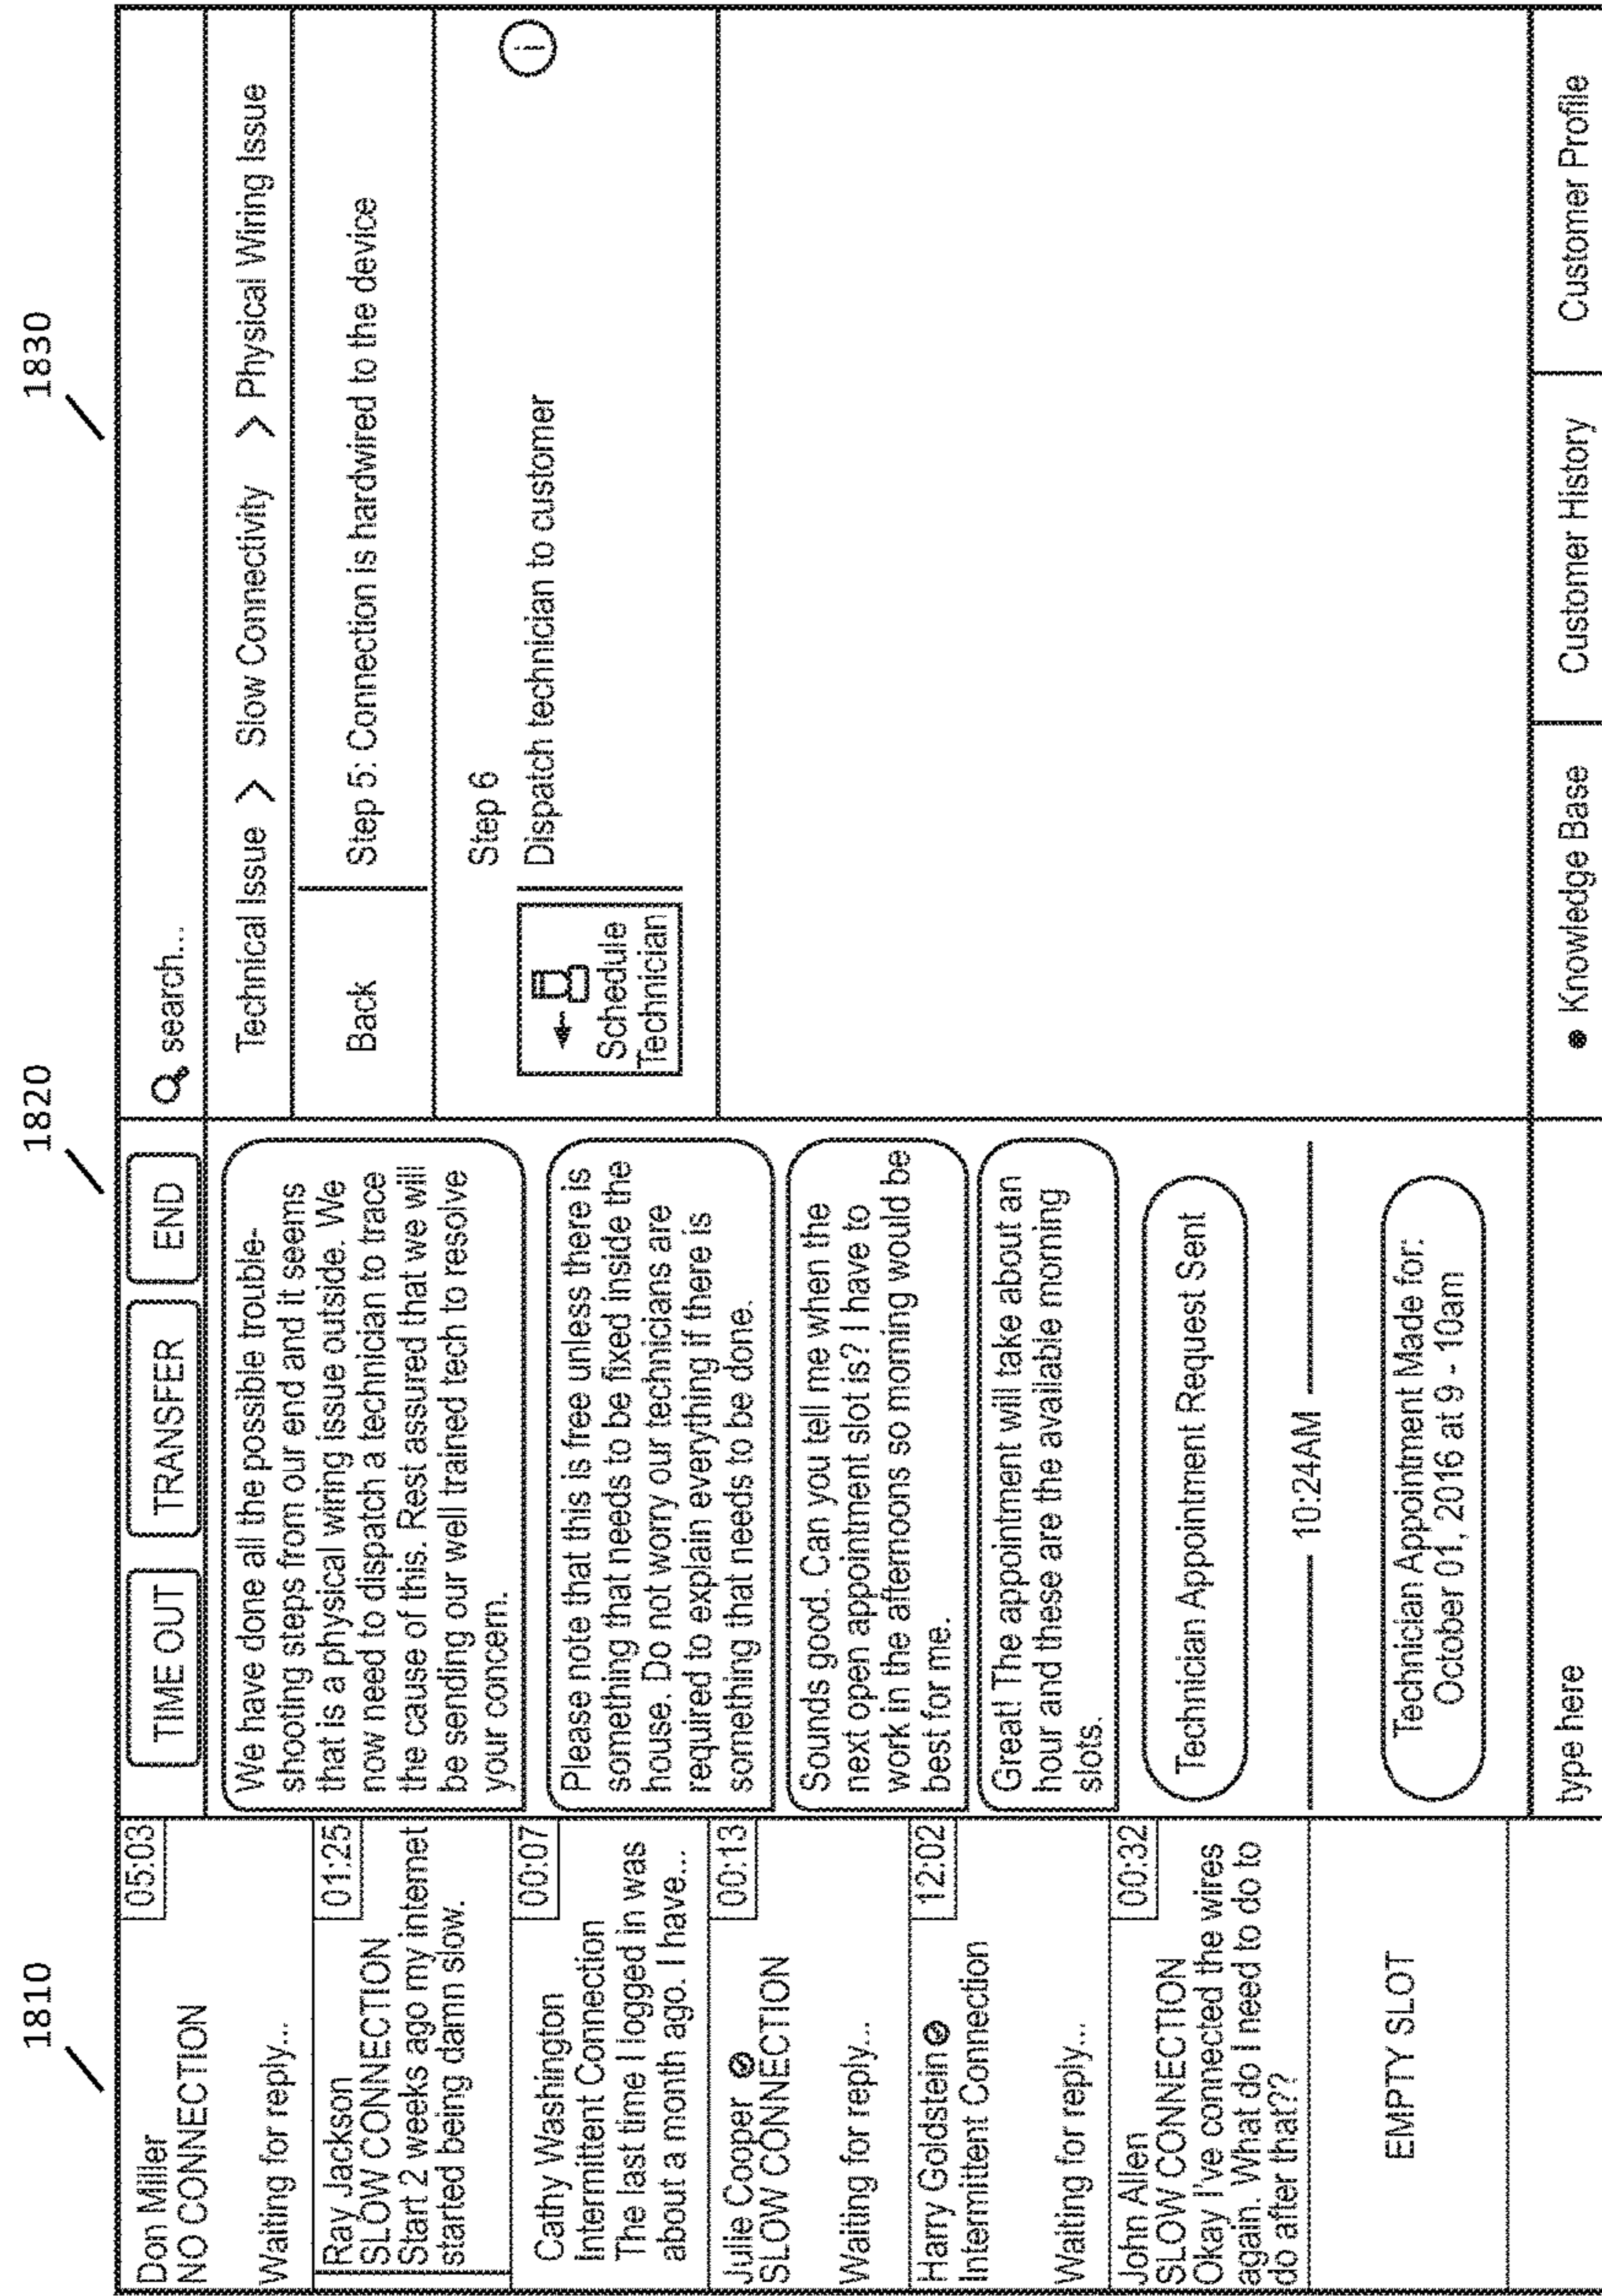 1810
1820
1830
Don Miller
05:03
NO CONNECTION
Waiting for reply...
Ray Jackson
01:25
SLOW CONNECTION
Start 2 weeks ago my internet
started being damn slow.
Cathy Washington
00:07
Intermittent Connection
The last time I logged in was
about a month ago. I have...
Julie Cooper
00:13
SLOW CONNECTION
Waiting for reply...
Harry Goldstein
12:02
Intermittent Connection
Waiting for reply...
John Allen
00:32
SLOW CONNECTION
Okay I've connected the wires
again. What do I need to do to
do after that??
EMPTY SLOT
TIME OUT
TRANSFER
END
We have done all the possible trouble-
shooting steps from our end and it seems
that is a physical wiring issue outside. We
now need to dispatch a technician to trace
the cause of this. Rest assured that we will
be sending our well trained tech to resolve
your concern.
Please note that this is free unless there is
something that needs to be fixed inside the
house. Do not worry our technicians are
required to explain everything if there is
something that needs to be done.
Sounds good. Can you tell me when the
next open appointment slot is? I have to
work in the afternoons so morning would be
best for me.
Great! The appointment will take about an
hour and these are the available morning
slots.
Technician Appointment Request Sent
10:24AM
Technician Appointment Made for:
October 01, 2016 at 9 - 10am
type here
search...
Technical Issue > Slow Connectivity > Physical Wiring Issue
Back
Step 5: Connection is hardwired to the device
Step 6
Dispatch technician to customer
i
Schedule
Technician
Knowledge Base
Customer History
Customer Profile